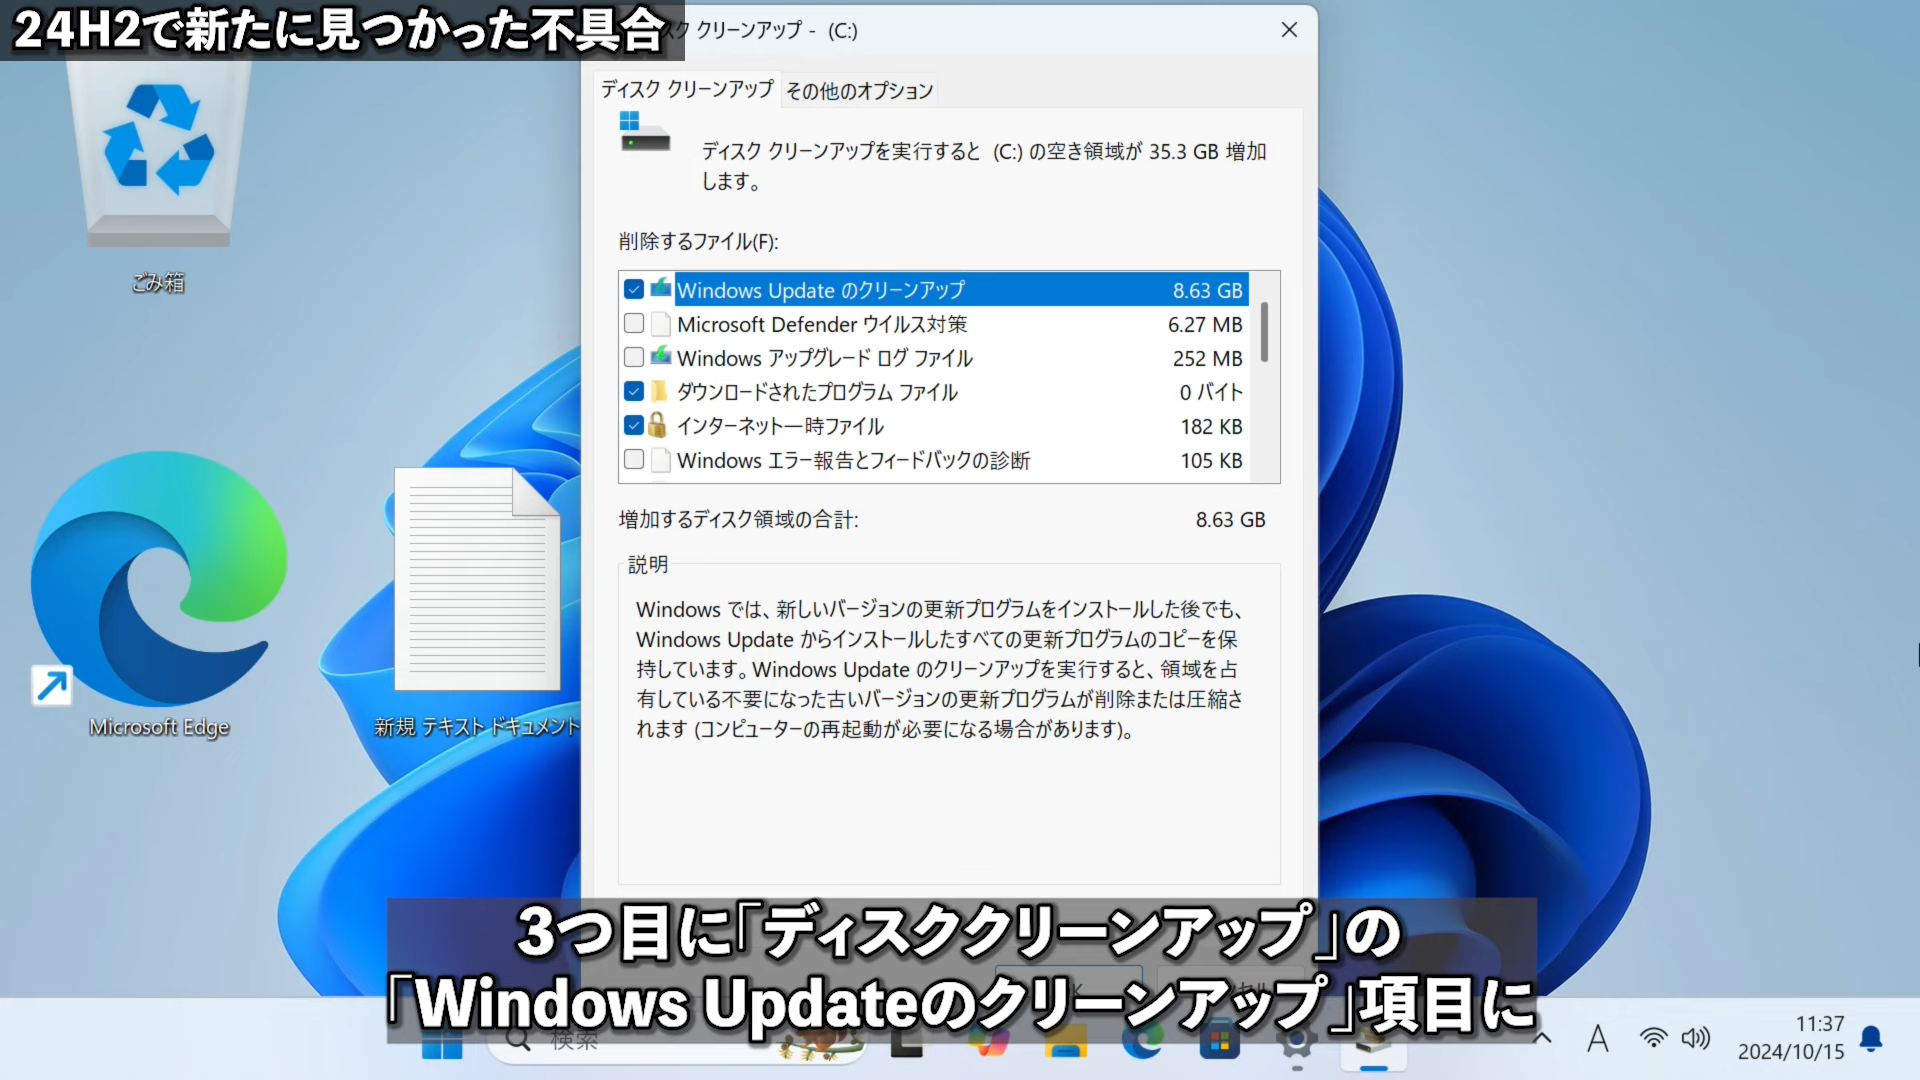 24H2で新たに見つかった不具合
クリーンアップ - (C:)
ディスク クリーンアップ
その他のオプション
ディスク クリーンアップを実行すると (C:) の空き領域が 35.3 GB 増加
します。
削除するファイル(F):
Windows Update のクリーンアップ 8.63 GB
Microsoft Defender ウイルス対策 6.27 MB
Windows アップグレード ログ ファイル 252 MB
ダウンロードされたプログラム ファイル 0 バイト
インターネット一時ファイル 182 KB
Windows エラー報告とフィードバックの診断 105 KB
増加するディスク領域の合計: 8.63 GB
説明
Windows では、新しいバージョンの更新プログラムをインストールした後でも、
Windows Update からインストールしたすべての更新プログラムのコピーを保
持しています。Windows Update のクリーンアップを実行すると、領域を占
有している不要になった古いバージョンの更新プログラムが削除または圧縮さ
れます (コンピューターの再起動が必要になる場合があります)。
ごみ箱
Microsoft Edge
新規 テキスト ドキュメント
3つ目に「ディスククリーンアップ」の
「Windows Updateのクリーンアップ」項目に
検索
A
11:37
2024/10/15